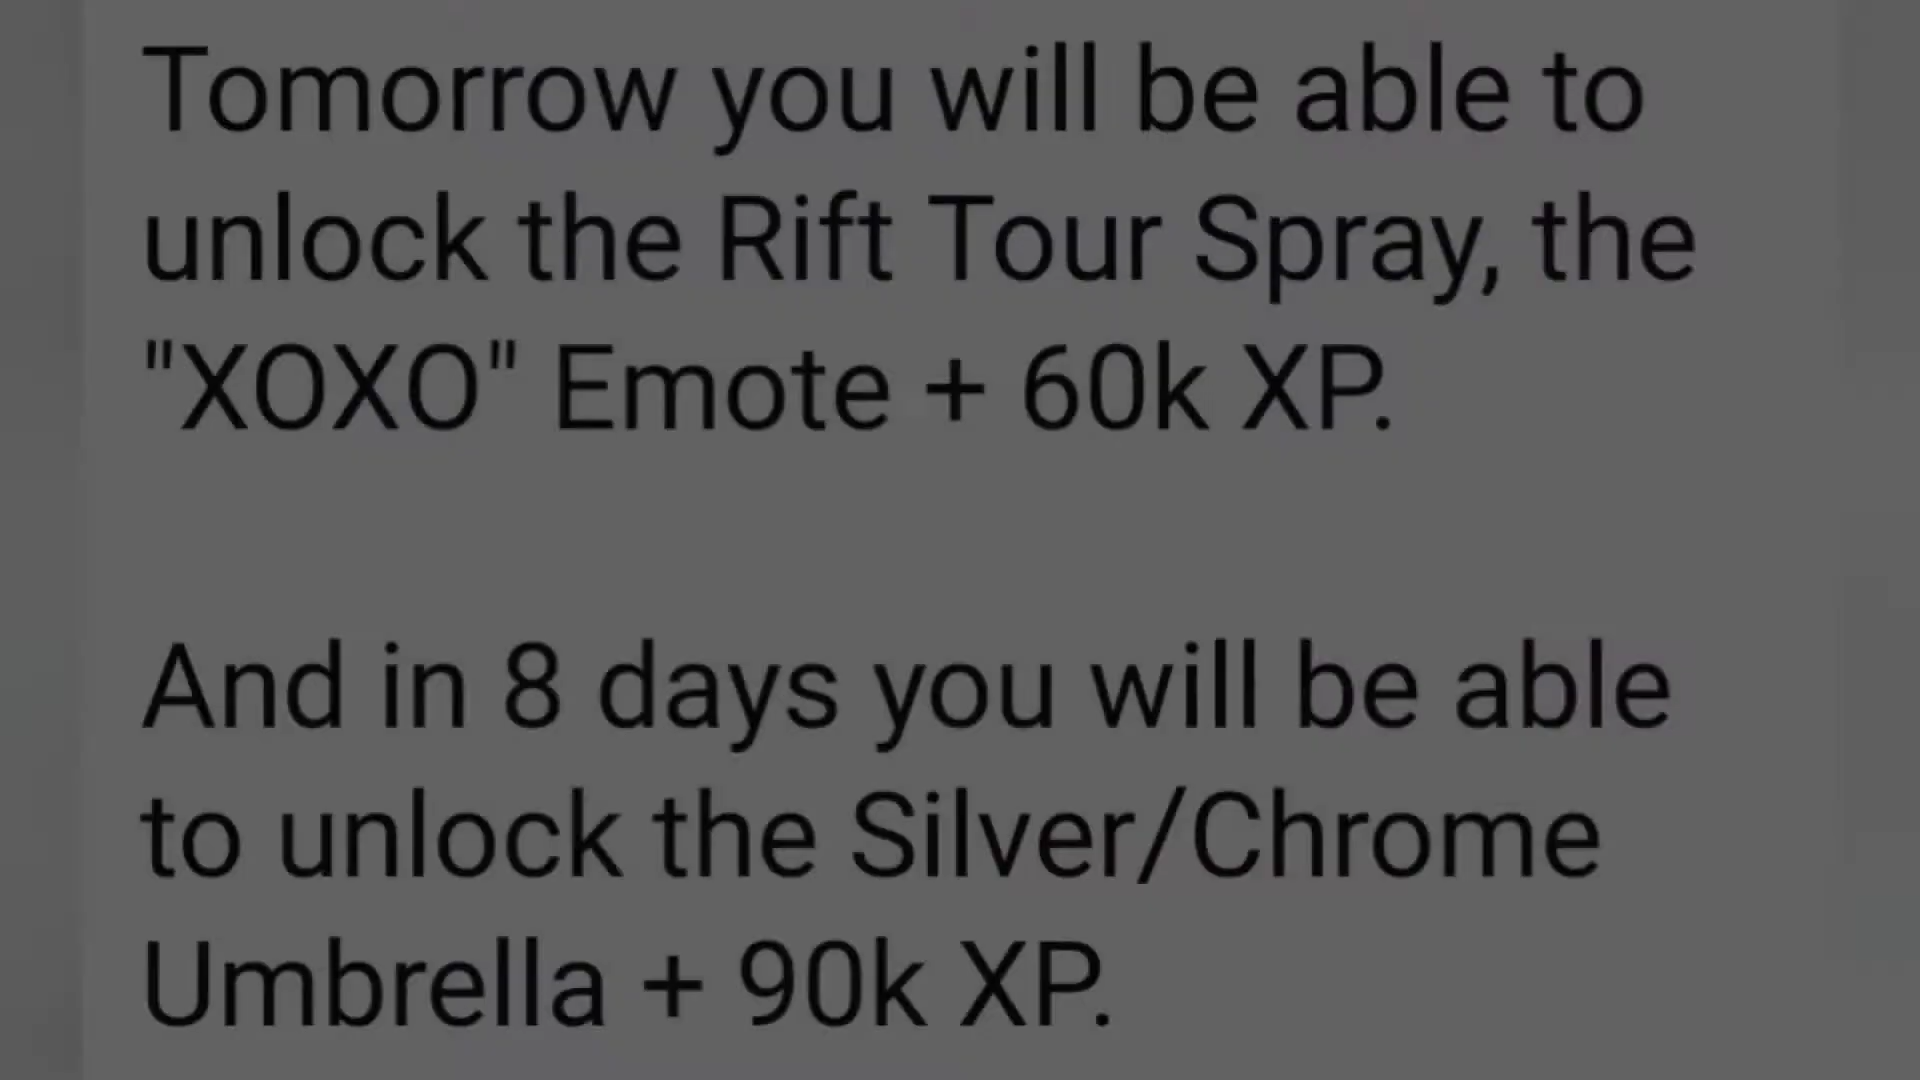 Tomorrow you will be able to
unlock the Rift Tour Spray, the
"XOXO" Emote + 60k XP.
And in 8 days you will be able
to unlock the Silver/Chrome
Umbrella + 90k XP.